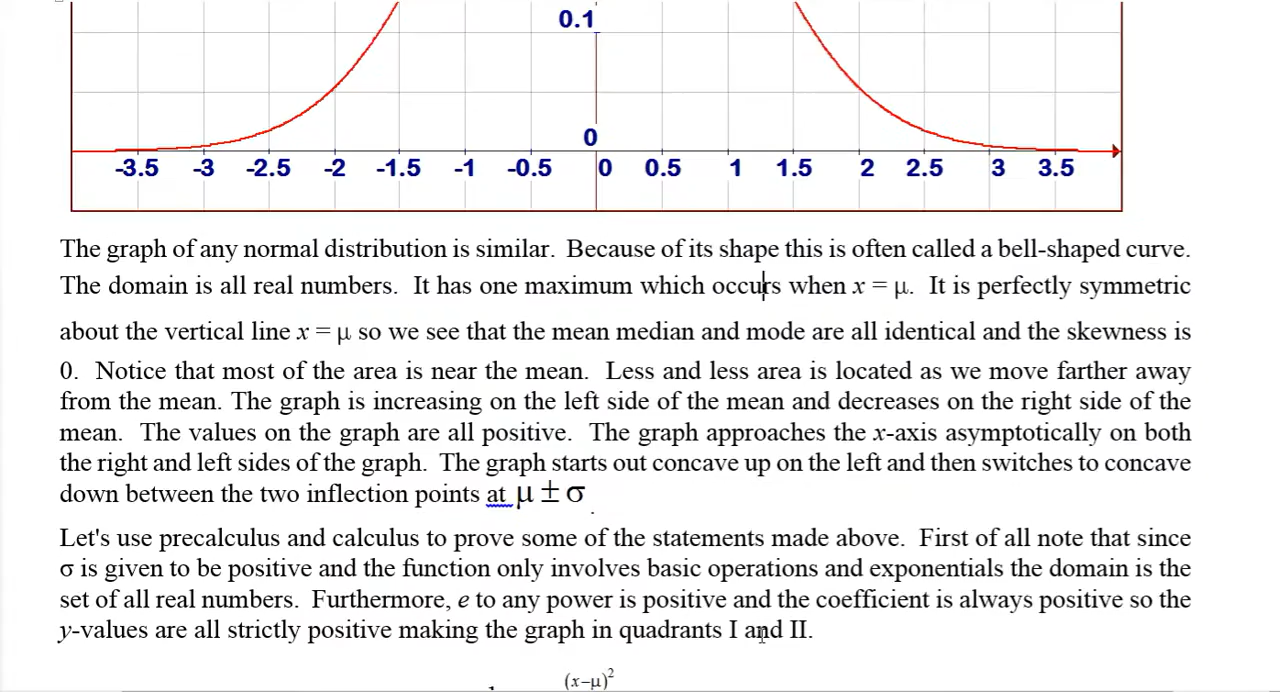 0.1
0
-3.5 -3 -2.5 -2 -1.5 -1 -0.5 0 0.5 1 1.5 2 2.5 3 3.5
The graph of any normal distribution is similar. Because of its shape this is often called a bell-shaped curve.
The domain is all real numbers. It has one maximum which occurs when x = μ. It is perfectly symmetric
about the vertical line x = μ so we see that the mean median and mode are all identical and the skewness is
0. Notice that most of the area is near the mean. Less and less area is located as we move farther away
from the mean. The graph is increasing on the left side of the mean and decreases on the right side of the
mean. The values on the graph are all positive. The graph approaches the x-axis asymptotically on both
the right and left sides of the graph. The graph starts out concave up on the left and then switches to concave
down between the two inflection points at μ ± σ .
Let's use precalculus and calculus to prove some of the statements made above. First of all note that since
σ is given to be positive and the function only involves basic operations and exponentials the domain is the
set of all real numbers. Furthermore, e to any power is positive and the coefficient is always positive so the
y-values are all strictly positive making the graph in quadrants I and II.
(x−μ)²